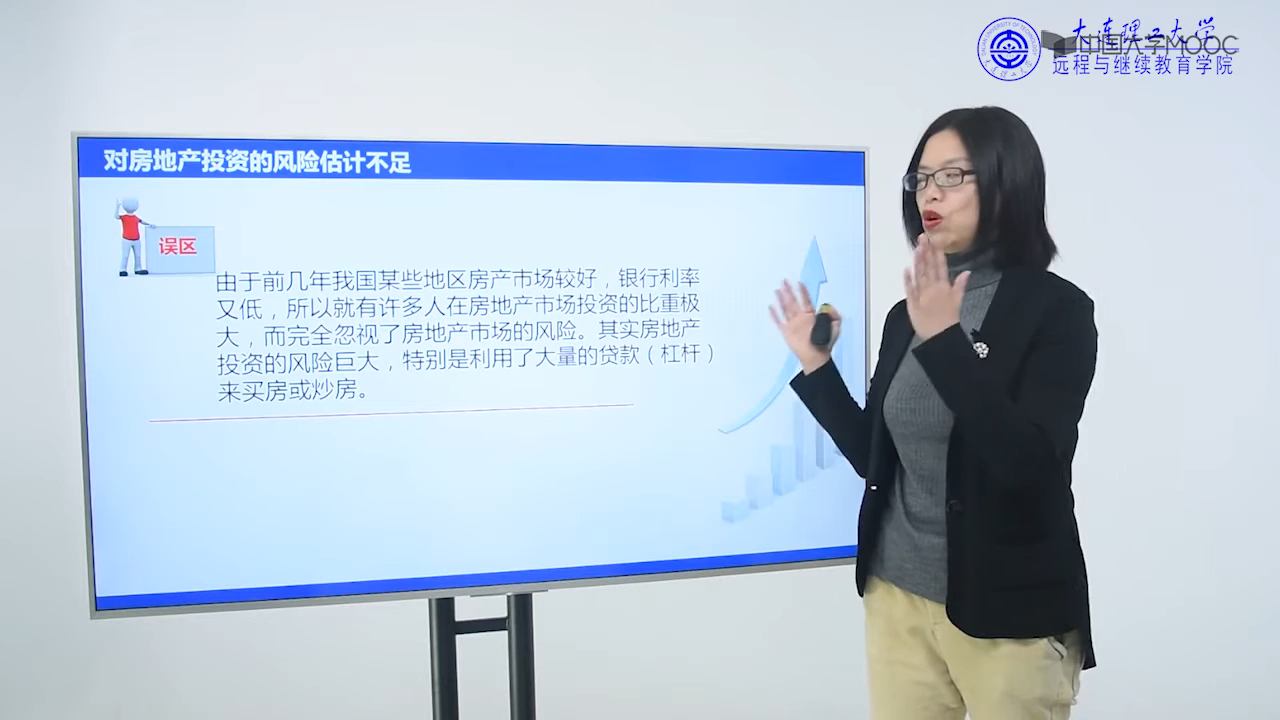 大连理工大学
中国大学MOOC
远程与继续教育学院
对房地产投资的风险估计不足
误区
由于前几年我国某些地区房产市场较好，银行利率
又低，所以就有许多人在房地产市场投资的比重极
大，而完全忽视了房地产市场的风险。其实房地产
投资的风险巨大，特别是利用了大量的贷款（杠杆）
来买房或炒房。